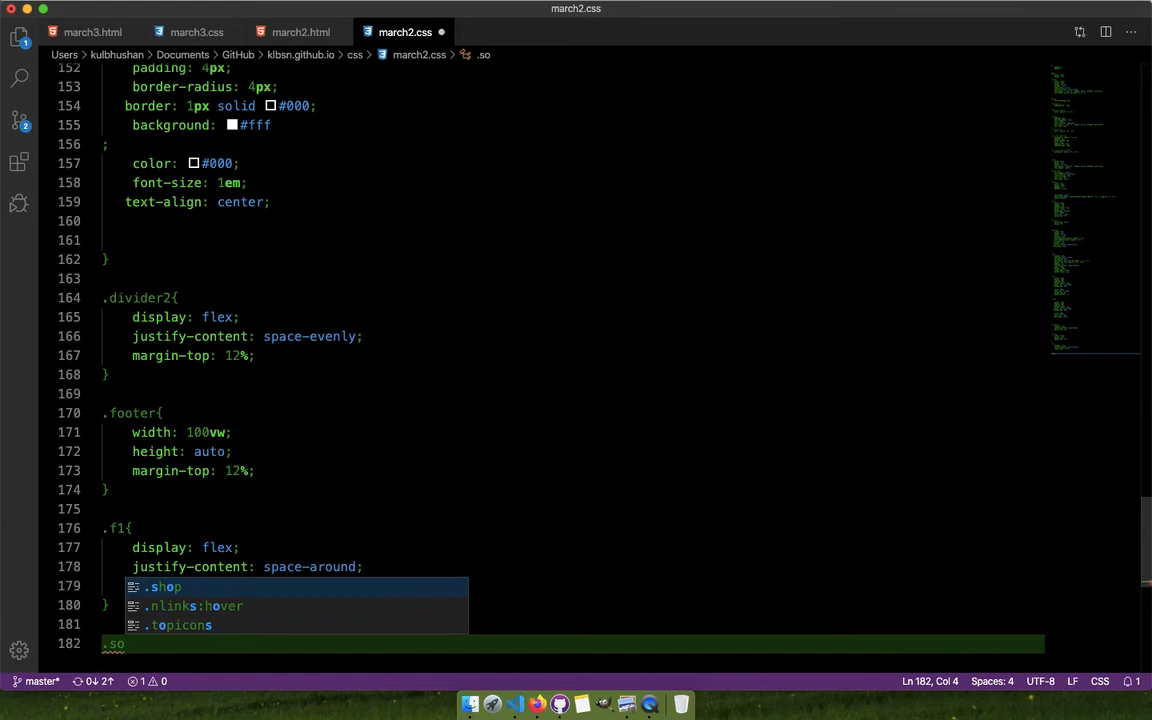 march2.css
march3.html
march3.css
march2.html
march2.css
Users > kulbhushan > Documents > GitHub > klbsn.github.io > css > march2.css > .so
152 padding: 4px;
153 border-radius: 4px;
154 border: 1px solid #000;
155 background: #fff
156 ;
157 color: #000;
158 font-size: 1em;
159 text-align: center;
160
161
162 }
163
164 .divider2{
165 display: flex;
166 justify-content: space-evenly;
167 margin-top: 12%;
168 }
169
170 .footer{
171 width: 100vw;
172 height: auto;
173 margin-top: 12%;
174 }
175
176 .f1{
177 display: flex;
178 justify-content: space-around;
179 .shop
.nlinks:hover
180 }
181 .topicons
182 .so
master* 0↓ 2↑ 1 0 Ln 182, Col 4 Spaces: 4 UTF-8 LF CSS 1
1
2